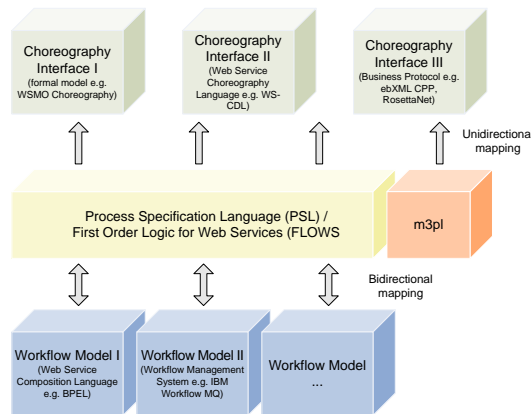 Choreography
Interface I
(formal model e.g.
WSMO Choreography)
Choreography
Interface II
(Web Service
Choreography
Language e.g. WS-
CDL)
Choreography
Interface III
(Business Protocol e.g.
ebXML CPP,
RosettaNet)
Unidirectional
mapping
Process Specification Language (PSL) /
First Order Logic for Web Services (FLOWS
m3pl
Bidirectional
mapping
Workflow Model I
(Web Service
Composition Language
e.g. BPEL)
Workflow Model II
(Workflow Management
System e.g. IBM
Workflow MQ)
Workflow Model
...